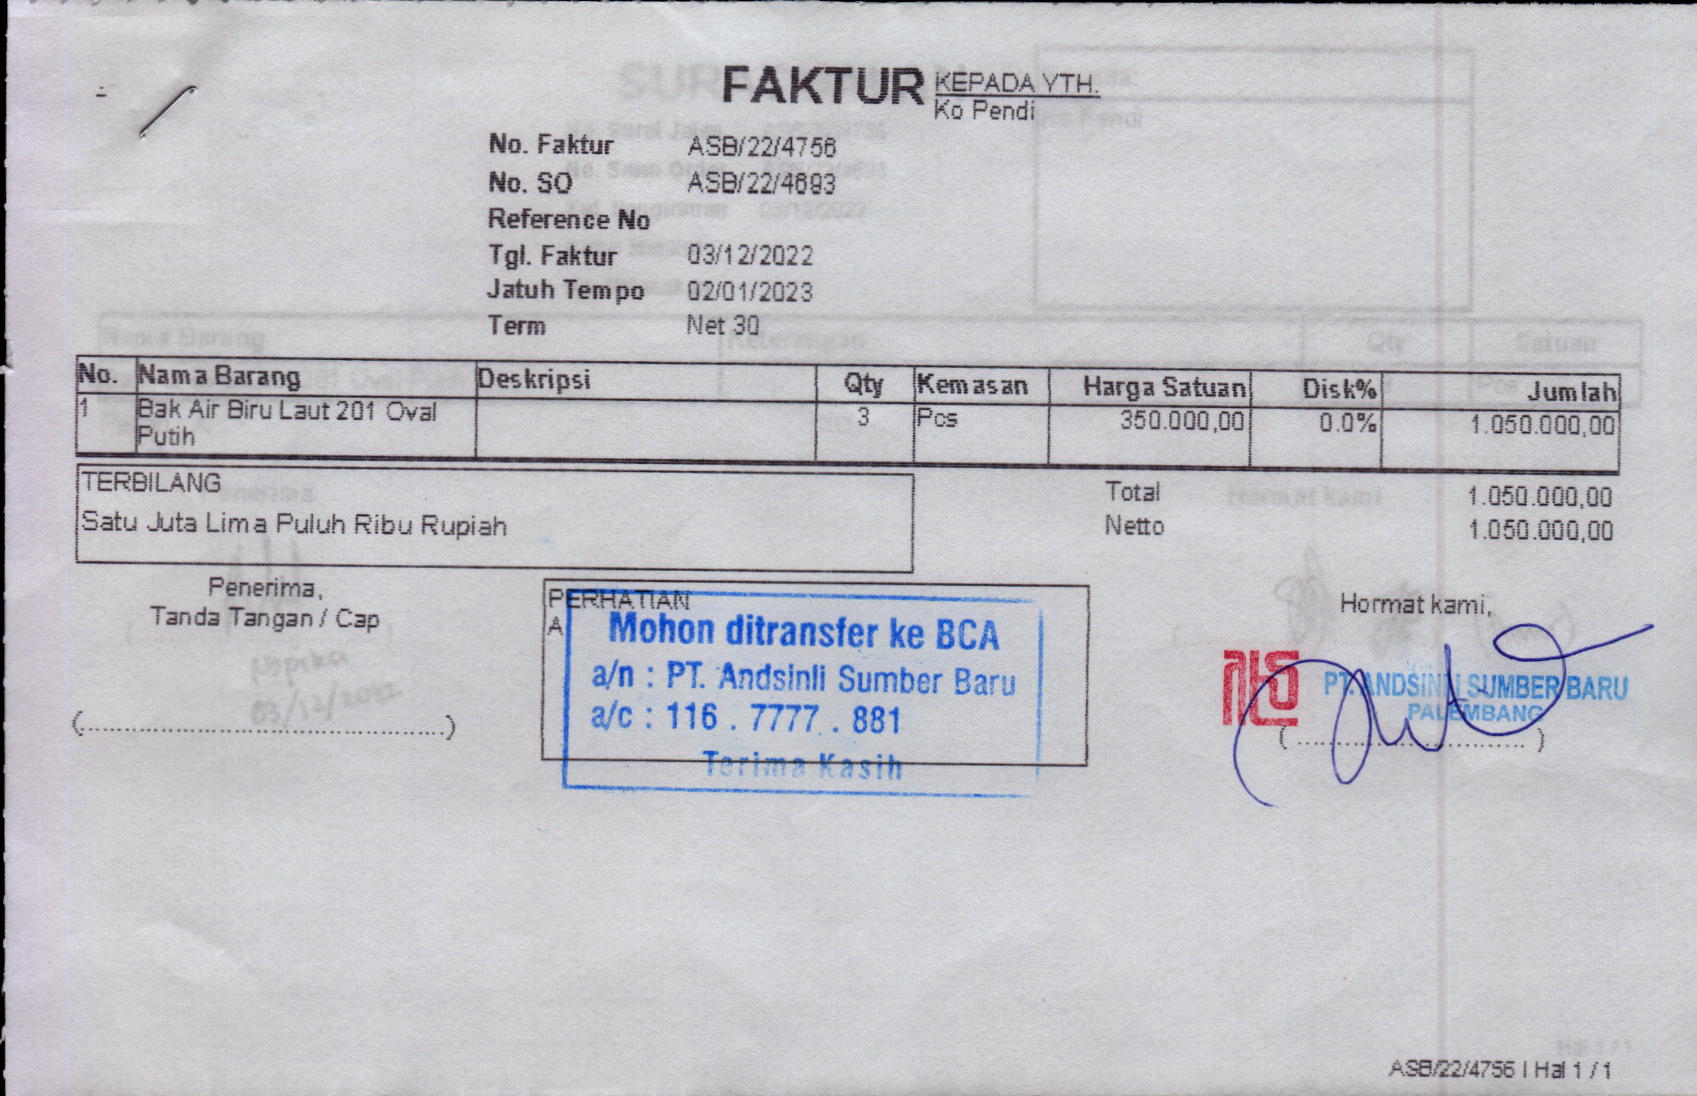 FAKTUR
KEPADA YTH.
Ko Pendi
No. Faktur ASB/22/4756
No. SO ASB/22/4693
Reference No
Tgl. Faktur 03/12/2022
Jatuh Tempo 02/01/2023
Term Net 30
No. Nama Barang Deskripsi Qty Kemasan Harga Satuan Disk% Jumlah
1 Bak Air Biru Laut 201 Oval Putih 3 Pcs 350.000,00 0.0% 1.050.000,00
TERBILANG
Satu Juta Lima Puluh Ribu Rupiah
Total 1.050.000,00
Netto 1.050.000,00
Penerima,
Tanda Tangan / Cap
(............................................)
PERHATIAN
A
Mohon ditransfer ke BCA
a/n : PT. Andsinli Sumber Baru
a/c : 116 . 7777 . 881
Terima Kasih
Hormat kami,
PT. ANDSINLI SUMBER BARU
PALEMBANG
( ............................ )
ASB/22/4756 | Hal 1 / 1